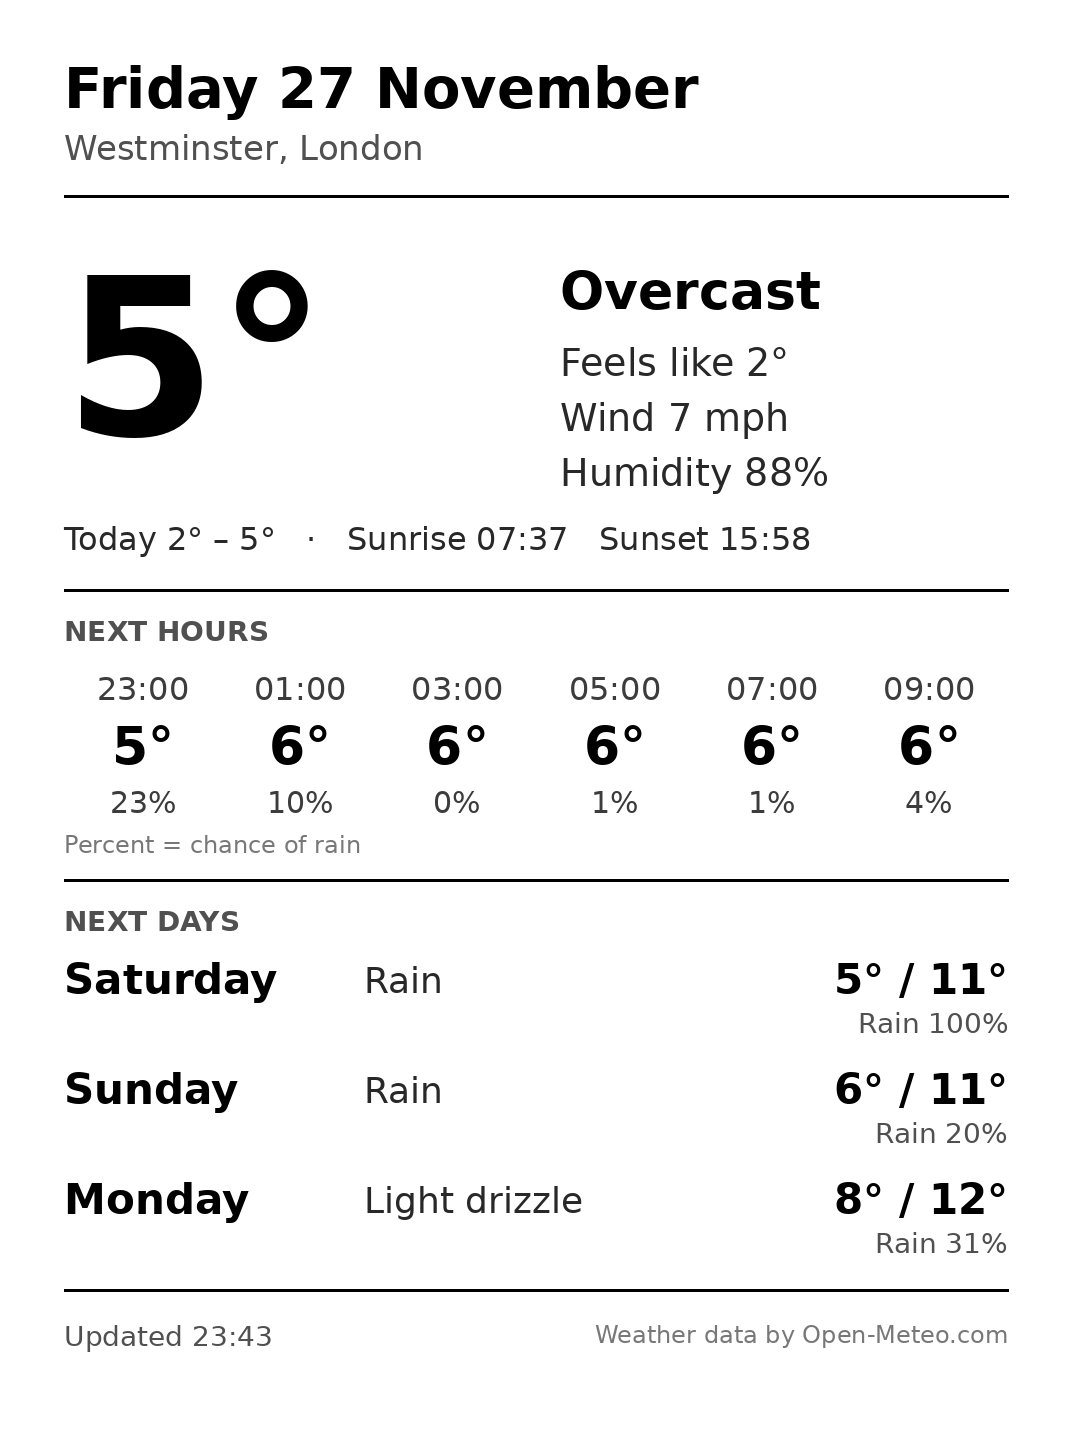 Friday 27 November
Westminster, London
5°
Overcast
Feels like 2°
Wind 7 mph
Humidity 88%
Today 2° – 5° · Sunrise 07:37 Sunset 15:58
NEXT HOURS
23:00 01:00 03:00 05:00 07:00 09:00
5° 6° 6° 6° 6° 6°
23% 10% 0% 1% 1% 4%
Percent = chance of rain
NEXT DAYS
Saturday Rain 5° / 11°
Rain 100%
Sunday Rain 6° / 11°
Rain 20%
Monday Light drizzle 8° / 12°
Rain 31%
Updated 23:43 Weather data by Open-Meteo.com